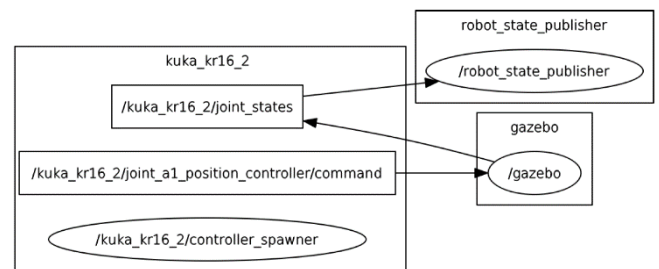 kuka_kr16_2
/kuka_kr16_2/joint_states
/kuka_kr16_2/joint_a1_position_controller/command
/kuka_kr16_2/controller_spawner
robot_state_publisher
/robot_state_publisher
gazebo
/gazebo